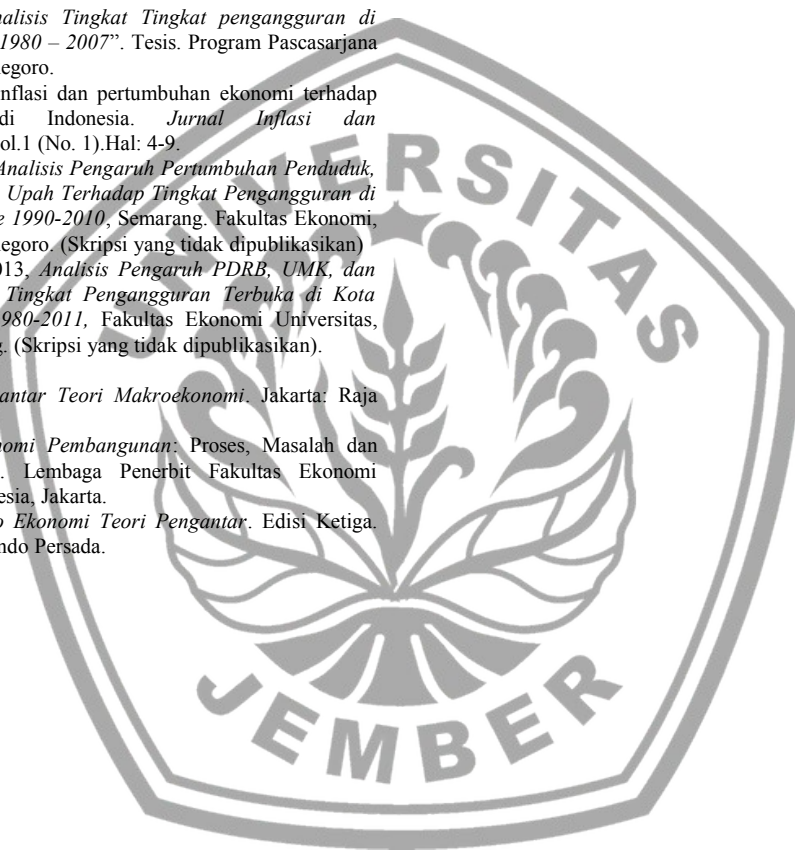 nalisis Tingkat Tingkat pengangguran di
1980 – 2007”. Tesis. Program Pascasarjana
negoro.
nflasi dan pertumbuhan ekonomi terhadap
di Indonesia. Jurnal Inflasi dan
ol.1 (No. 1).Hal: 4-9.
Analisis Pengaruh Pertumbuhan Penduduk,
Upah Terhadap Tingkat Pengangguran di
e 1990-2010, Semarang. Fakultas Ekonomi,
negoro. (Skripsi yang tidak dipublikasikan)
013, Analisis Pengaruh PDRB, UMK, dan
Tingkat Pengangguran Terbuka di Kota
980-2011, Fakultas Ekonomi Universitas,
g. (Skripsi yang tidak dipublikasikan).
antar Teori Makroekonomi. Jakarta: Raja
nomi Pembangunan: Proses, Masalah dan
. Lembaga Penerbit Fakultas Ekonomi
esia, Jakarta.
o Ekonomi Teori Pengantar. Edisi Ketiga.
ndo Persada.
UNIVERSITAS
JEMBER